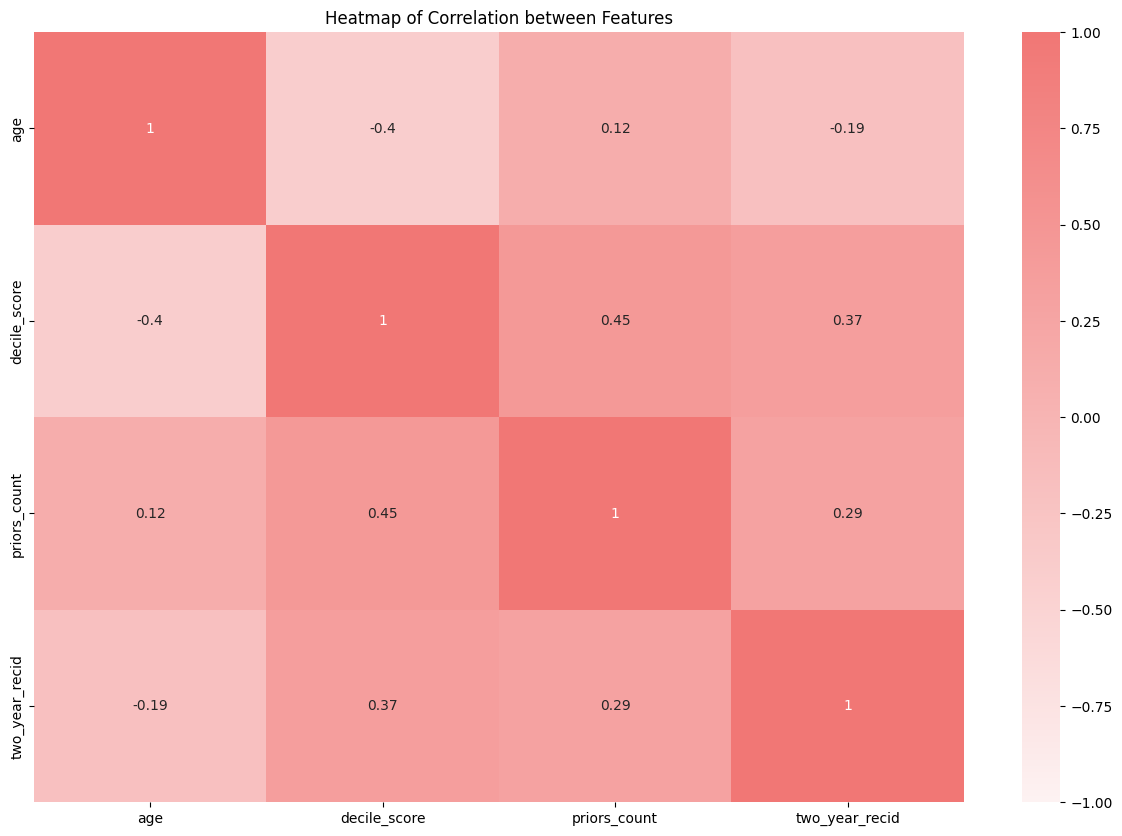 Heatmap of Correlation between Features
age
1
-0.4
0.12
-0.19
decile_score
-0.4
1
0.45
0.37
priors_count
0.12
0.45
1
0.29
two_year_recid
-0.19
0.37
0.29
1
age
decile_score
priors_count
two_year_recid
1.00
0.75
0.50
0.25
0.00
−0.25
−0.50
−0.75
−1.00